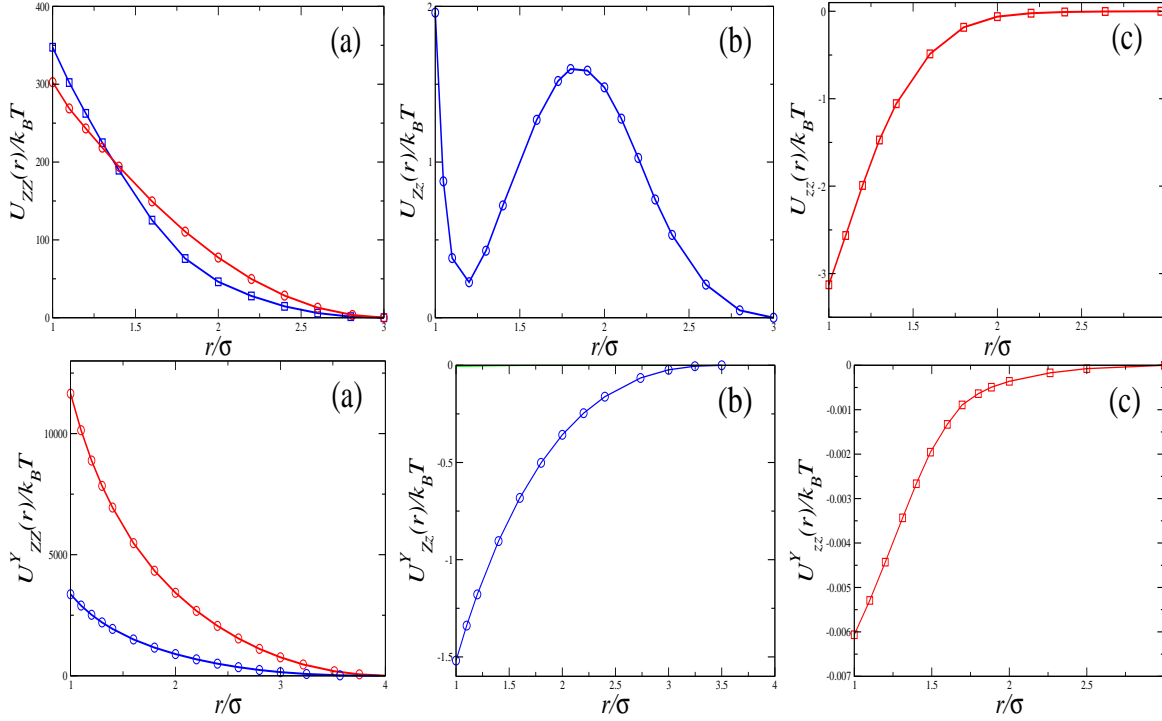 (a)
U_ZZ(r)/k_BT
400
300
200
100
0
1 1.5 2 2.5 3
r/σ
(b)
U_Zz(r)/k_BT
2
1
0
1 1.5 2 2.5 3
r/σ
(c)
U_zz(r)/k_BT
0
-1
-2
-3
1 1.5 2 2.5
r/σ
(a)
U^Y_ZZ(r)/k_BT
10000
5000
0
1 2 3 4
r/σ
(b)
U^Y_Zz(r)/k_BT
0
-0.5
-1
-1.5
1 1.5 2 2.5 3 3.5 4
r/σ
(c)
U^Y_zz(r)/k_BT
0
-0.001
-0.002
-0.003
-0.004
-0.005
-0.006
-0.007
1 1.5 2 2.5
r/σ